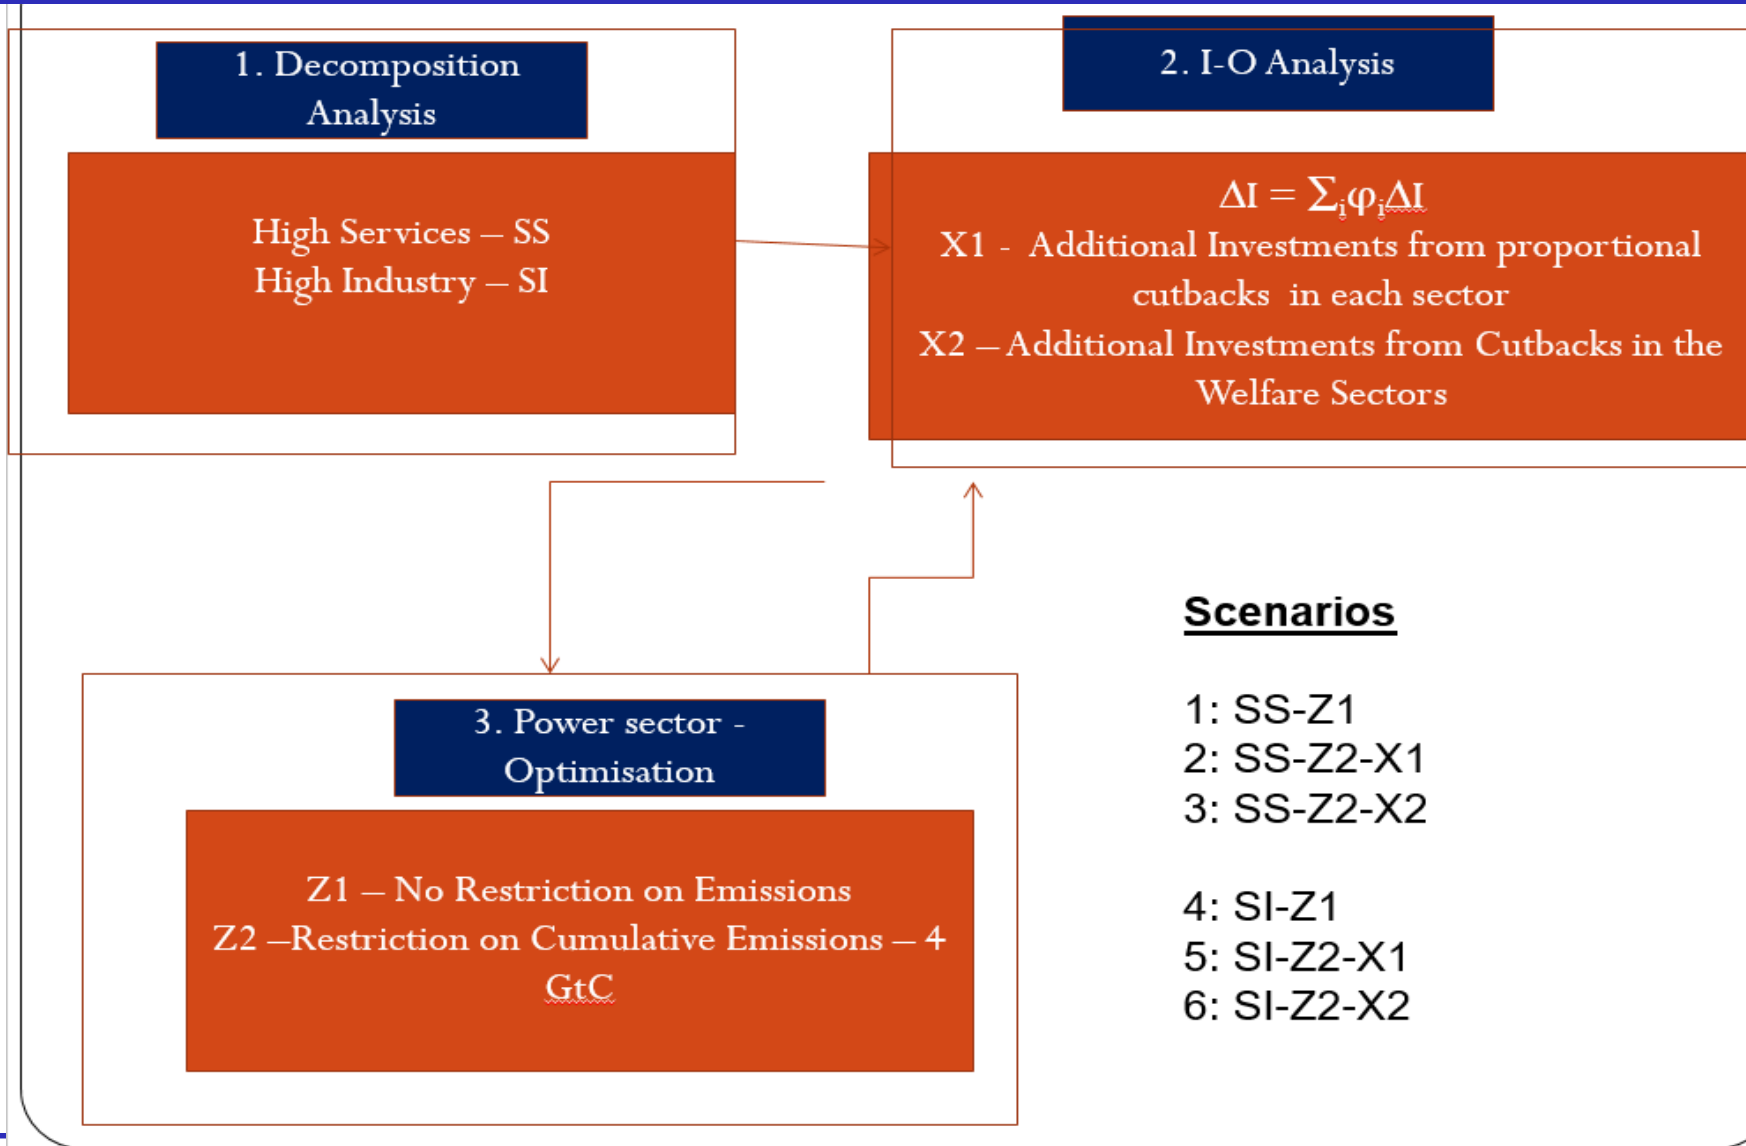 1. Decomposition
Analysis
High Services – SS
High Industry – SI
2. I-O Analysis
ΔI = ΣᵢφᵢΔI
X1 - Additional Investments from proportional
cutbacks in each sector
X2 – Additional Investments from Cutbacks in the
Welfare Sectors
3. Power sector -
Optimisation
Z1 – No Restriction on Emissions
Z2 –Restriction on Cumulative Emissions – 4
GtC
Scenarios
1: SS-Z1
2: SS-Z2-X1
3: SS-Z2-X2
4: SI-Z1
5: SI-Z2-X1
6: SI-Z2-X2